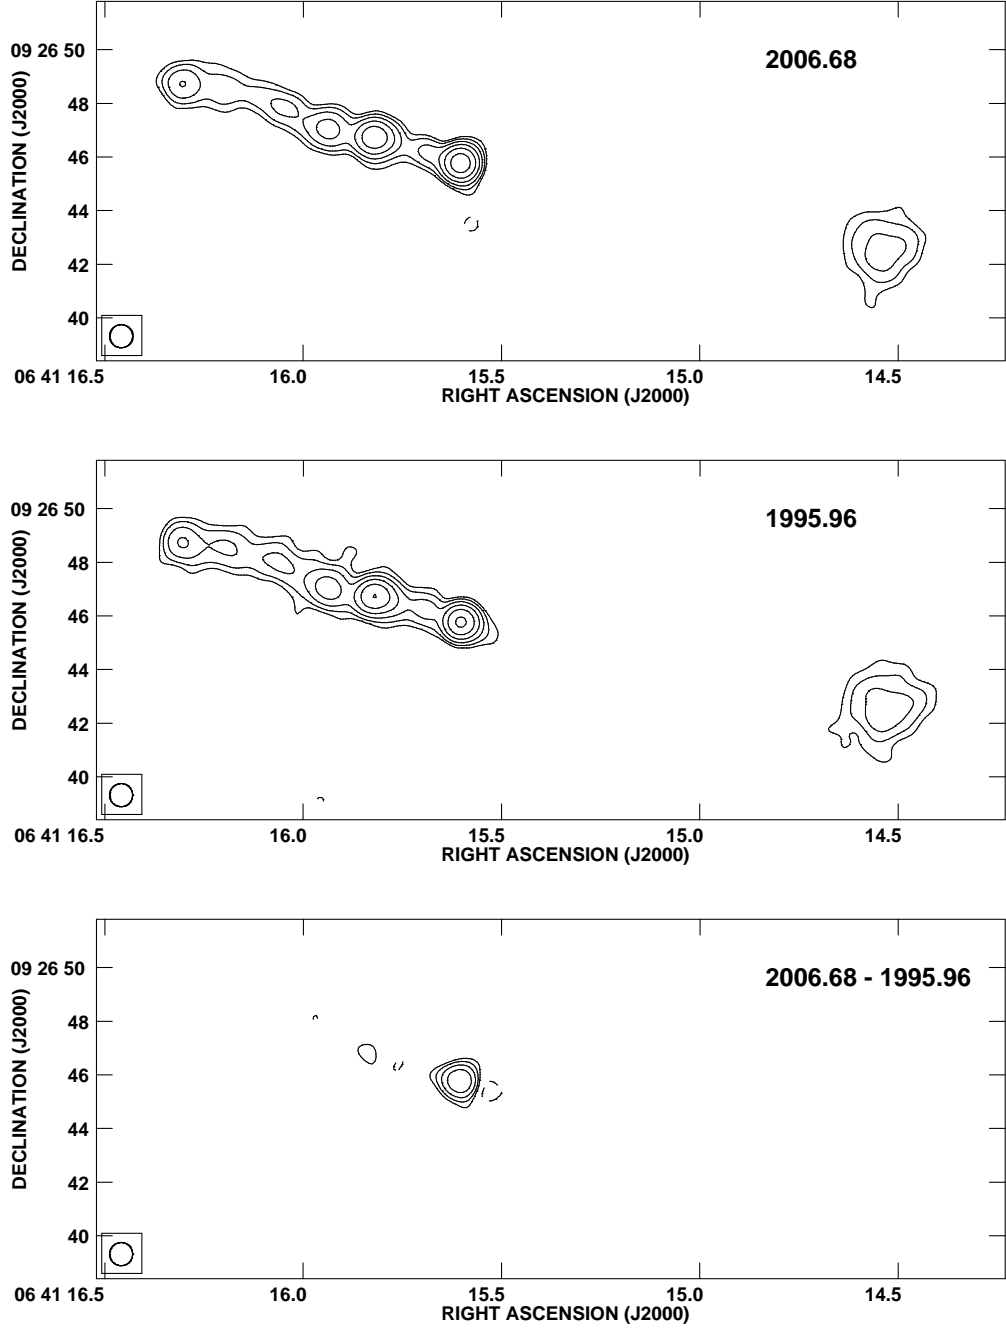 2006.68
09 26 50
48
46
44
42
40
DECLINATION (J2000)
06 41 16.5 16.0 15.5 15.0 14.5
RIGHT ASCENSION (J2000)
1995.96
09 26 50
48
46
44
42
40
DECLINATION (J2000)
06 41 16.5 16.0 15.5 15.0 14.5
RIGHT ASCENSION (J2000)
2006.68 - 1995.96
09 26 50
48
46
44
42
40
DECLINATION (J2000)
06 41 16.5 16.0 15.5 15.0 14.5
RIGHT ASCENSION (J2000)